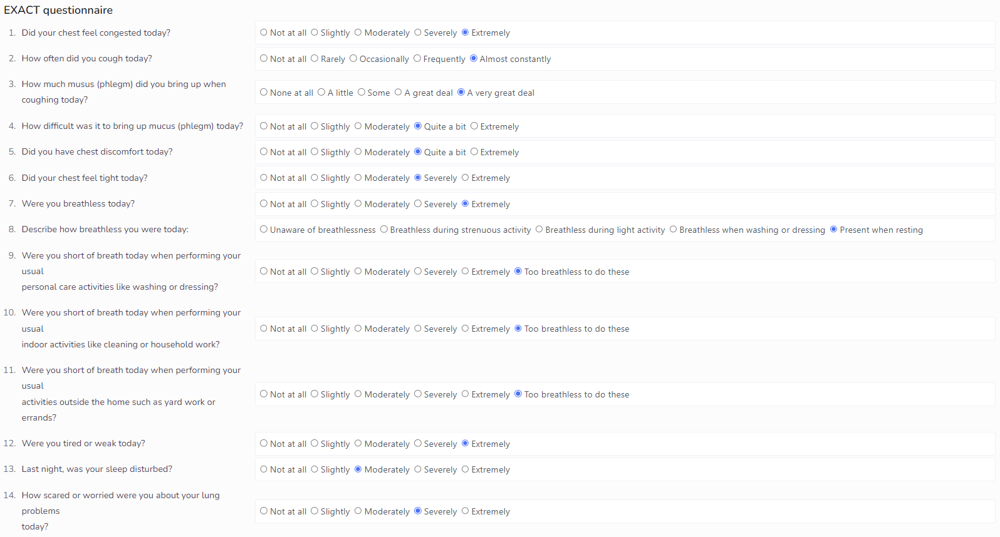 EXACT questionnaire
1. Did your chest feel congested today?
Not at all Slightly Moderately Severely Extremely
2. How often did you cough today?
Not at all Rarely Occasionally Frequently Almost constantly
3. How much musus (phlegm) did you bring up when
coughing today?
None at all A little Some A great deal A very great deal
4. How difficult was it to bring up mucus (phlegm) today?
Not at all Sligthly Moderately Quite a bit Extremely
5. Did you have chest discomfort today?
Not at all Sligthly Moderately Quite a bit Extremely
6. Did your chest feel tight today?
Not at all Slightly Moderately Severely Extremely
7. Were you breathless today?
Not at all Slightly Moderately Severely Extremely
8. Describe how breathless you were today:
Unaware of breathlessness Breathless during strenuous activity Breathless during light activity Breathless when washing or dressing Present when resting
9. Were you short of breath today when performing your
usual
personal care activities like washing or dressing?
Not at all Slightly Moderately Severely Extremely Too breathless to do these
10. Were you short of breath today when performing your
usual
indoor activities like cleaning or household work?
Not at all Slightly Moderately Severely Extremely Too breathless to do these
11. Were you short of breath today when performing your
usual
activities outside the home such as yard work or
errands?
Not at all Slightly Moderately Severely Extremely Too breathless to do these
12. Were you tired or weak today?
Not at all Slightly Moderately Severely Extremely
13. Last night, was your sleep disturbed?
Not at all Slightly Moderately Severely Extremely
14. How scared or worried were you about your lung
problems
today?
Not at all Slightly Moderately Severely Extremely